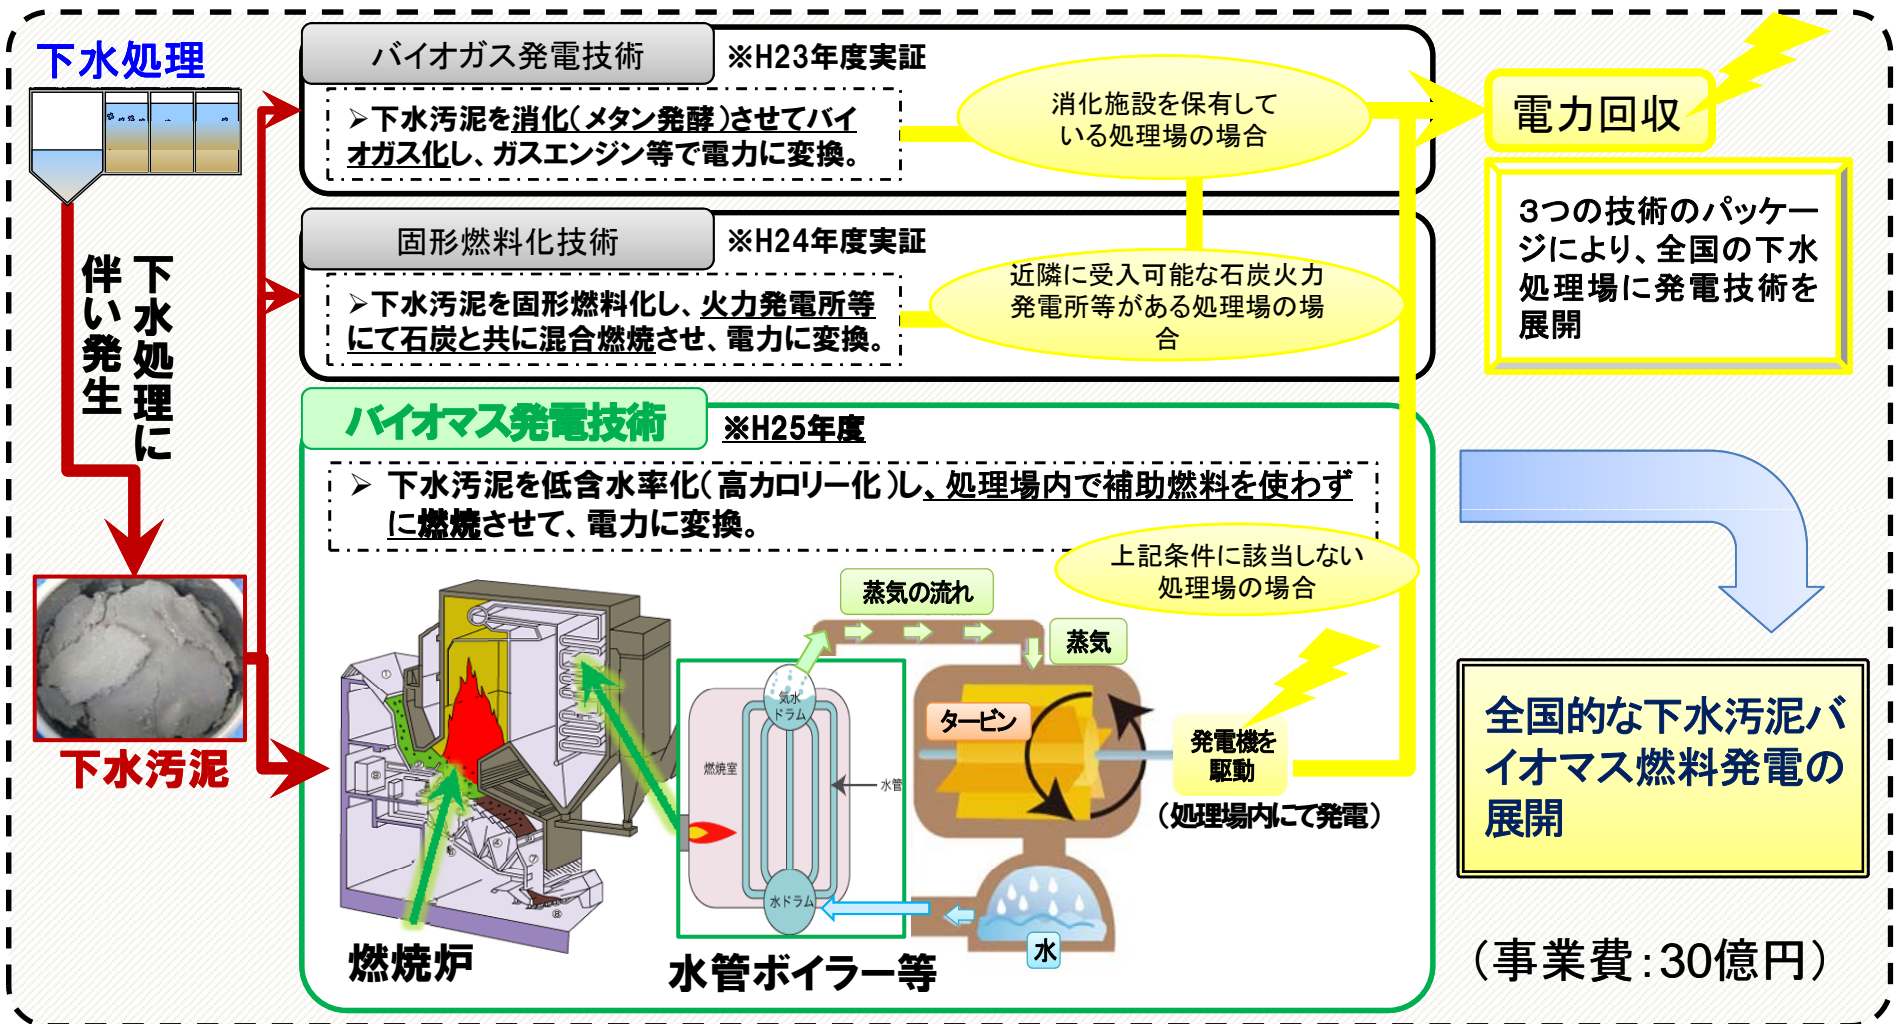 下水処理
下水処理に
伴い発生
下水汚泥
バイオガス発電技術
※H23年度実証
➢下水汚泥を消化(メタン発酵)させてバイ
オガス化し、ガスエンジン等で電力に変換。
消化施設を保有して
いる処理場の場合
固形燃料化技術
※H24年度実証
➢下水汚泥を固形燃料化し、火力発電所等
にて石炭と共に混合燃焼させ、電力に変換。
近隣に受入可能な石炭火力
発電所等がある処理場の場
合
バイオマス発電技術
※H25年度
➢ 下水汚泥を低含水率化(高カロリー化)し、処理場内で補助燃料を使わず
に燃焼させて、電力に変換。
上記条件に該当しない
処理場の場合
蒸気の流れ
蒸気
気水
ドラム
燃焼室
水管
水ドラム
タービン
発電機を
駆動
(処理場内にて発電)
水
燃焼炉
水管ボイラー等
電力回収
3つの技術のパッケー
ジにより、全国の下水
処理場に発電技術を
展開
全国的な下水汚泥バ
イオマス燃料発電の
展開
(事業費:30億円)